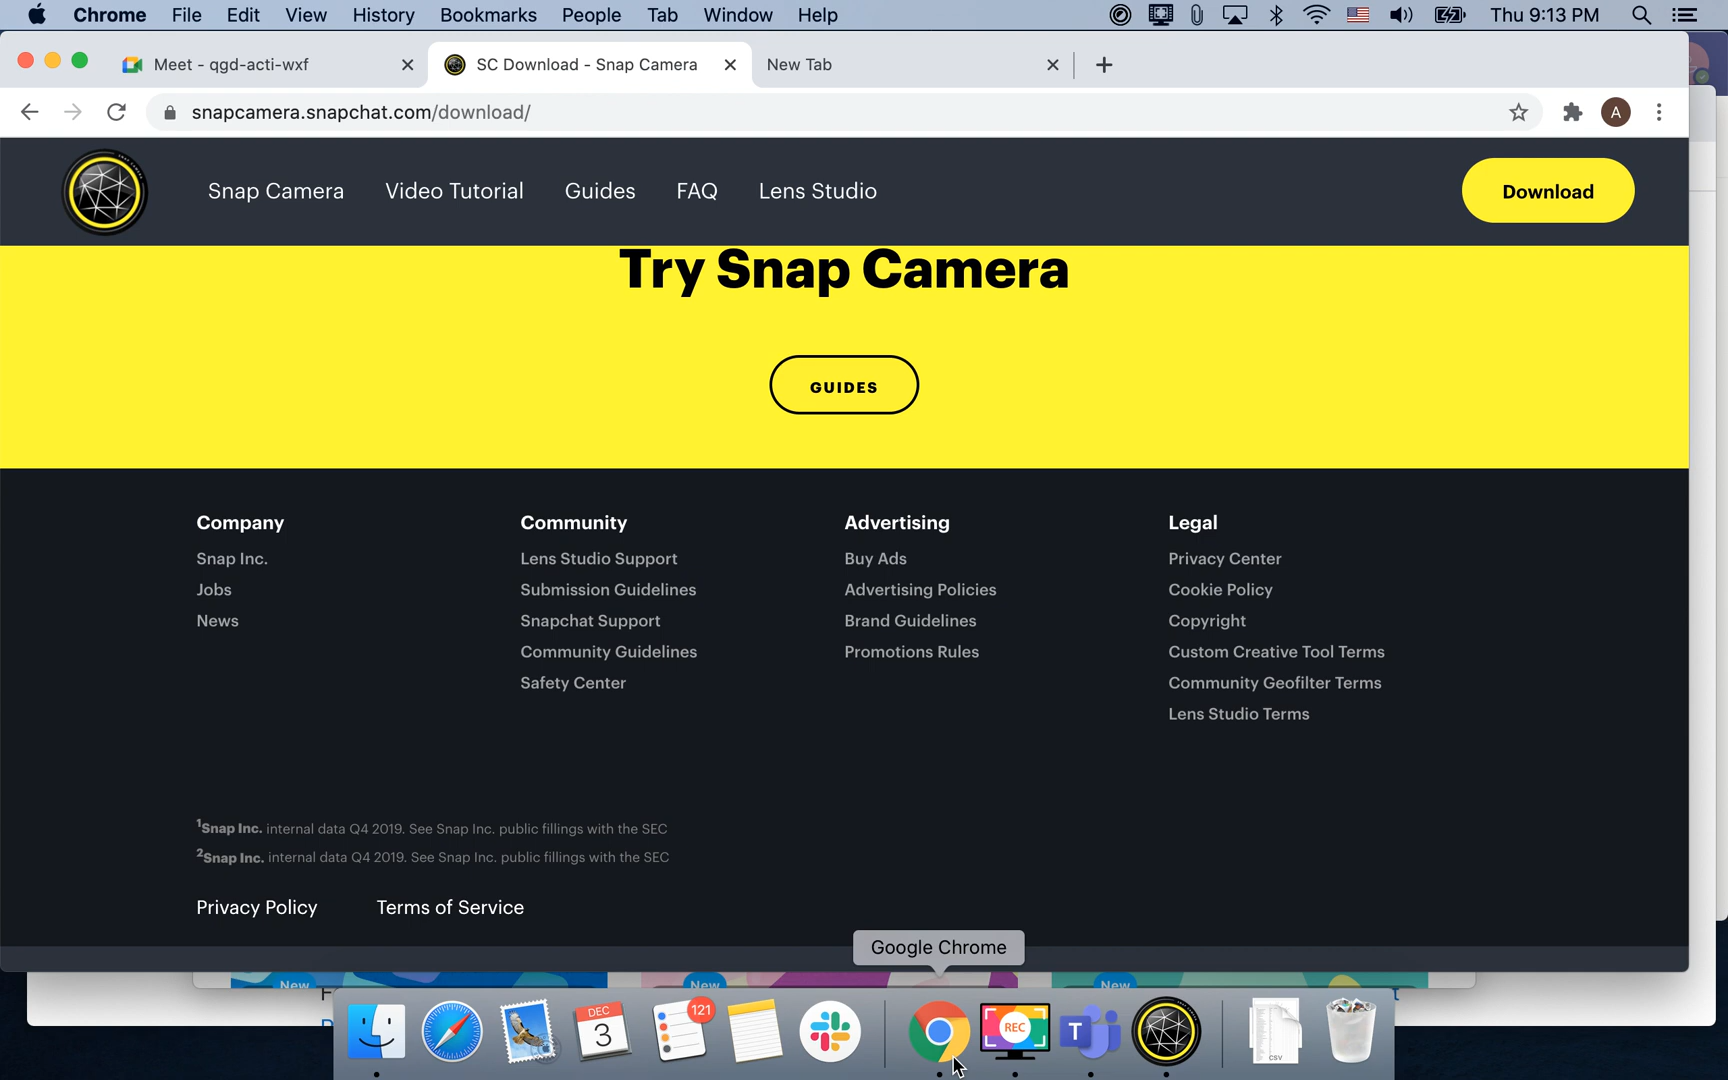 Chrome File Edit View History Bookmarks People Tab Window Help Thu 9:13 PM
Meet - qgd-acti-wxf SC Download - Snap Camera New Tab
snapcamera.snapchat.com/download/ A
Snap Camera Video Tutorial Guides FAQ Lens Studio Download
Try Snap Camera
GUIDES
Company
Snap Inc.
Jobs
News
Community
Lens Studio Support
Submission Guidelines
Snapchat Support
Community Guidelines
Safety Center
Advertising
Buy Ads
Advertising Policies
Brand Guidelines
Promotions Rules
Legal
Privacy Center
Cookie Policy
Copyright
Custom Creative Tool Terms
Community Geofilter Terms
Lens Studio Terms
1Snap Inc. internal data Q4 2019. See Snap Inc. public fillings with the SEC
2Snap Inc. internal data Q4 2019. See Snap Inc. public fillings with the SEC
Privacy Policy Terms of Service
Google Chrome
New New New
DEC 3 121 REC T CSV